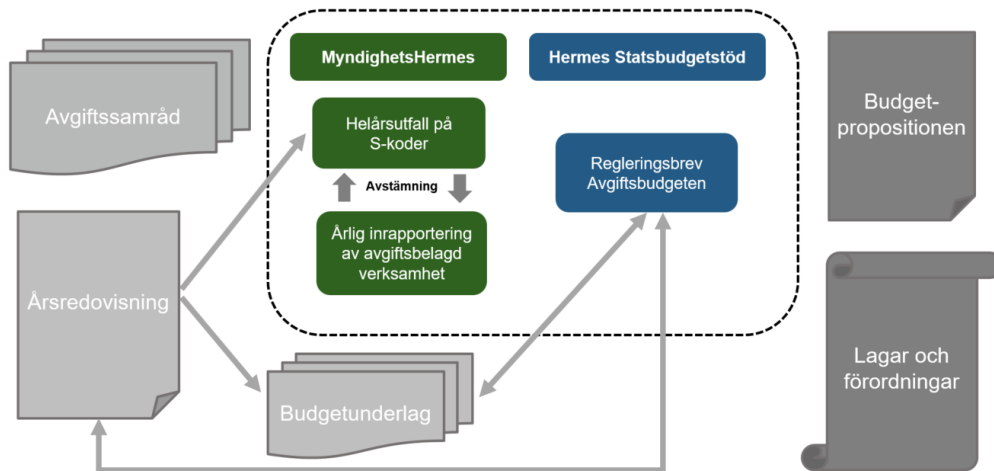 Avgiftssamråd
MyndighetsHermes
Hermes Statsbudgetstöd
Helårsutfall på
S-koder
Avstämning
Årlig inrapportering
av avgiftsbelagd
verksamhet
Regleringsbrev
Avgiftsbudgeten
Budget-
propositionen
Årsredovisning
Budgetunderlag
Lagar och
förordningar